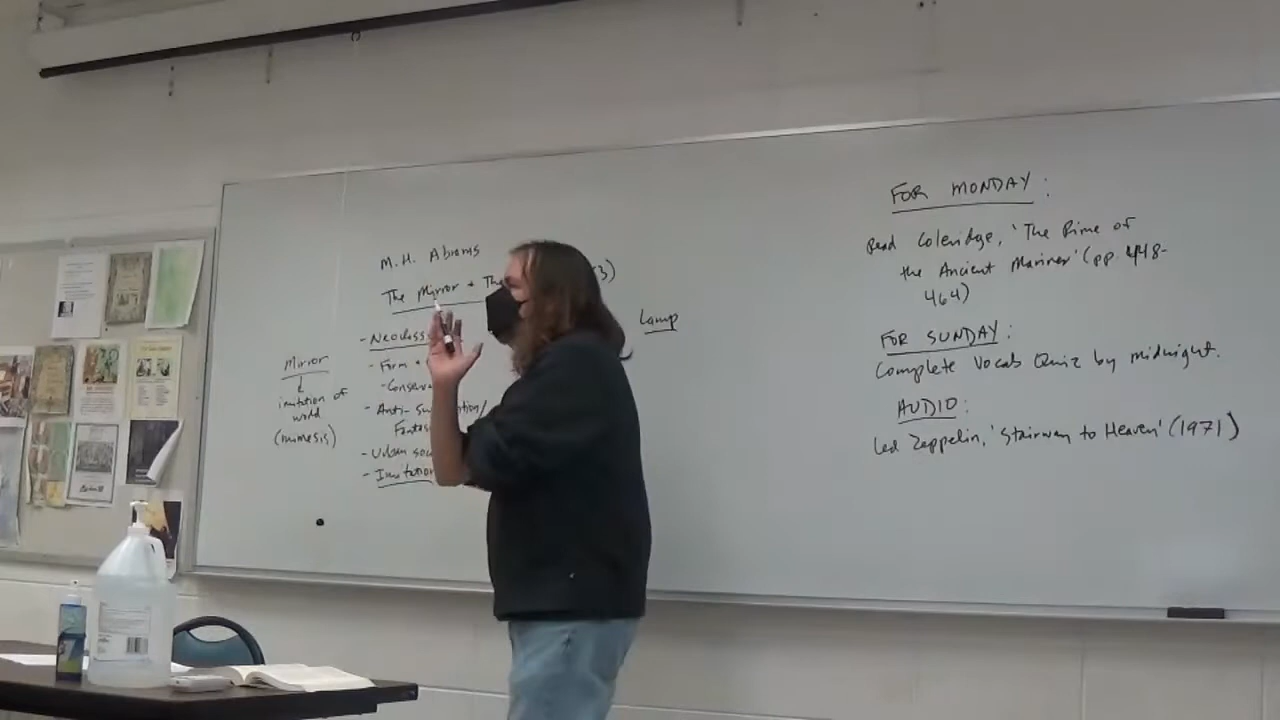 M.H. Abrams
The Mirror + The 3)
- Neoclass
- Form +
- Conserv
- Anti-
- Urban soc
- Imitation
Mirror
imitation of
world
(mimesis)
Lamp
FOR MONDAY:
Read Coleridge, 'The Rime of
the Ancient Mariner' (pp. 448-
464)
FOR SUNDAY:
Complete Vocab Quiz by midnight.
AUDIO:
Led Zeppelin, 'Stairway to Heaven' (1971)